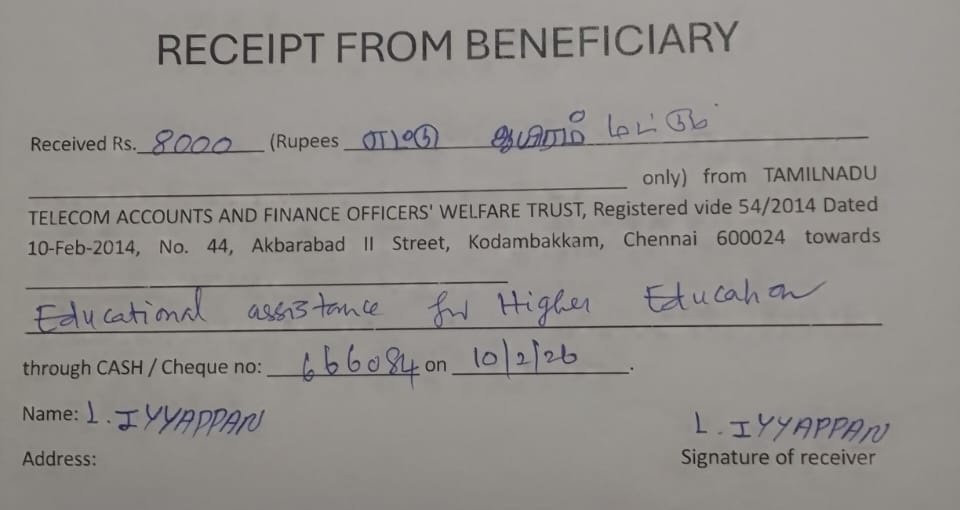 RECEIPT FROM BENEFICIARY
Received Rs. 8000 (Rupees எட்டு ஆயிரம் மட்டும்
only) from TAMILNADU
TELECOM ACCOUNTS AND FINANCE OFFICERS' WELFARE TRUST, Registered vide 54/2014 Dated
10-Feb-2014, No. 44, Akbarabad II Street, Kodambakkam, Chennai 600024 towards
Educational assistance for Higher Education
through CASH / Cheque no: 666084 on 10/2/26.
Name: L. IYYAPPAN
L. IYYAPPAN
Address:
Signature of receiver